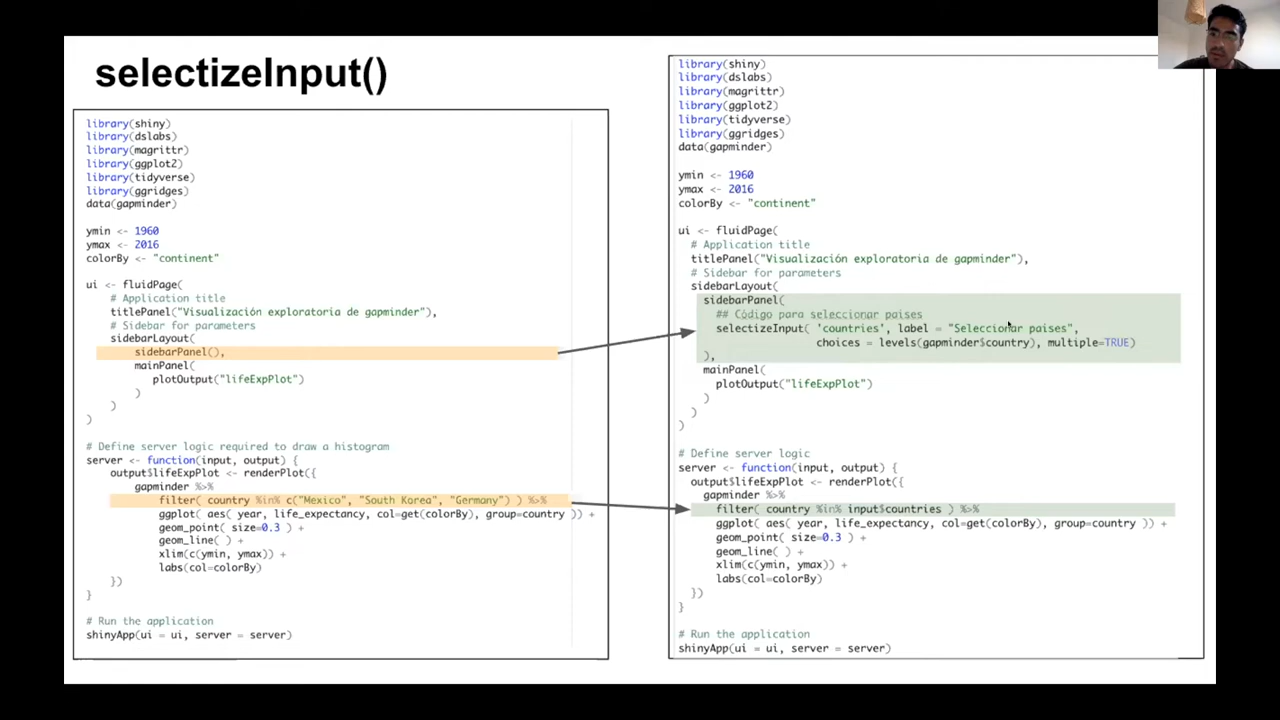 selectizeInput()
library(shiny)
library(dslabs)
library(magrittr)
library(ggplot2)
library(tidyverse)
library(ggridges)
data(gapminder)
ymin <- 1960
ymax <- 2016
colorBy <- "continent"
ui <- fluidPage(
# Application title
titlePanel("Visualización exploratoria de gapminder"),
# Sidebar for parameters
sidebarLayout(
sidebarPanel(),
mainPanel(
plotOutput("lifeExpPlot")
)
)
)
# Define server logic required to draw a histogram
server <- function(input, output) {
output$lifeExpPlot <- renderPlot({
gapminder %>%
filter( country %in% c("Mexico", "South Korea", "Germany") ) %>%
ggplot( aes( year, life_expectancy, col=get(colorBy), group=country )) +
geom_point( size=0.3 ) +
geom_line( ) +
xlim(c(ymin, ymax)) +
labs(col=colorBy)
})
}
# Run the application
shinyApp(ui = ui, server = server)
library(shiny)
library(dslabs)
library(magrittr)
library(ggplot2)
library(tidyverse)
library(ggridges)
data(gapminder)
ymin <- 1960
ymax <- 2016
colorBy <- "continent"
ui <- fluidPage(
# Application title
titlePanel("Visualización exploratoria de gapminder"),
# Sidebar for parameters
sidebarLayout(
sidebarPanel(
## Código para seleccionar paises
selectizeInput( 'countries', label = "Seleccionar paises",
choices = levels(gapminder$country), multiple=TRUE)
),
mainPanel(
plotOutput("lifeExpPlot")
)
)
)
# Define server logic
server <- function(input, output) {
output$lifeExpPlot <- renderPlot({
gapminder %>%
filter( country %in% input$countries ) %>%
ggplot( aes( year, life_expectancy, col=get(colorBy), group=country )) +
geom_point( size=0.3 ) +
geom_line( ) +
xlim(c(ymin, ymax)) +
labs(col=colorBy)
})
}
# Run the application
shinyApp(ui = ui, server = server)